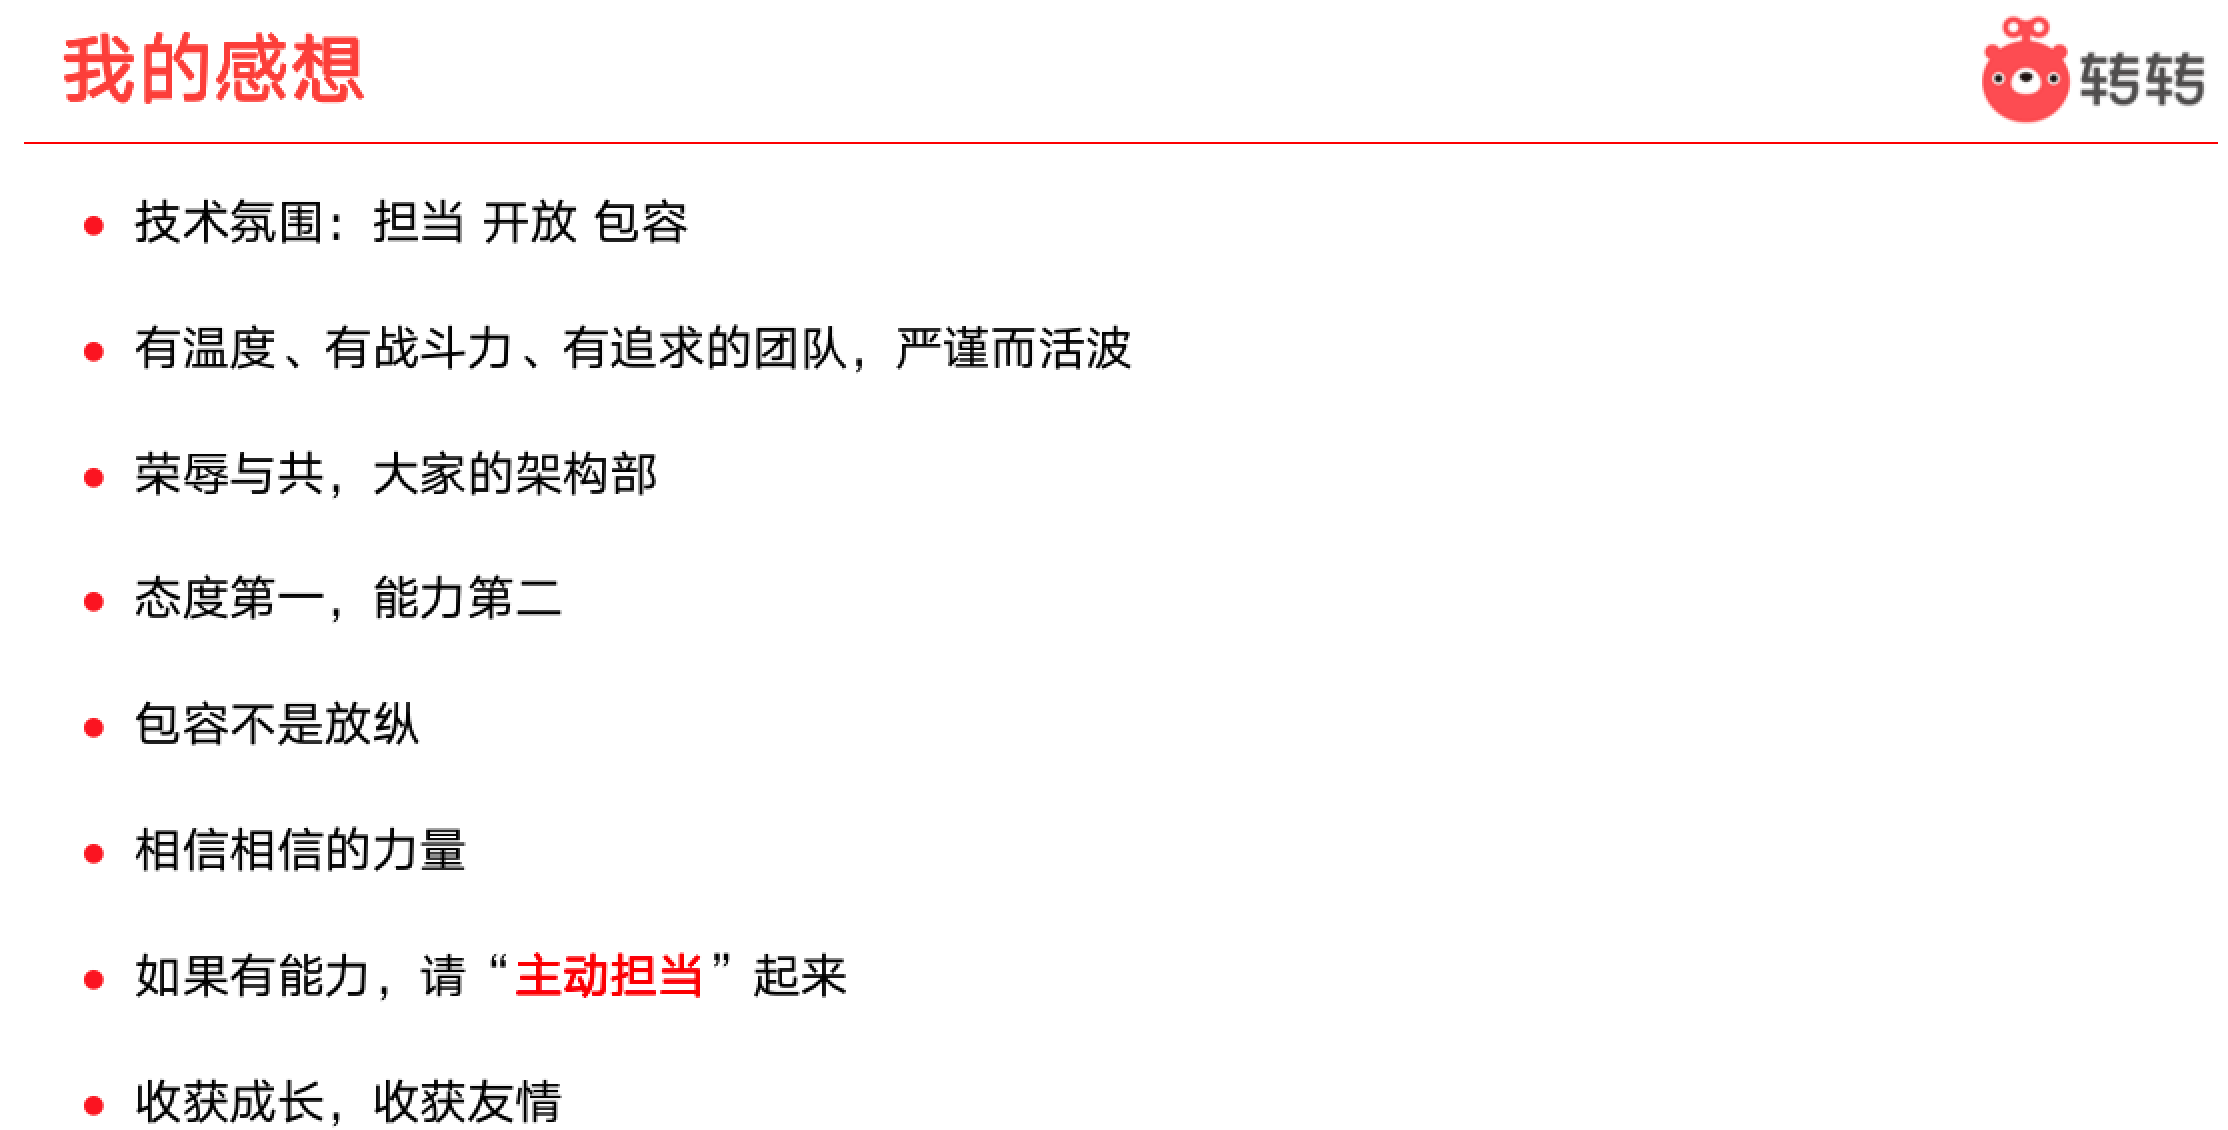 我的感想
转转
技术氛围：担当 开放 包容
有温度、有战斗力、有追求的团队，严谨而活波
荣辱与共，大家的架构部
态度第一，能力第二
包容不是放纵
相信相信的力量
如果有能力，请“主动担当”起来
收获成长，收获友情